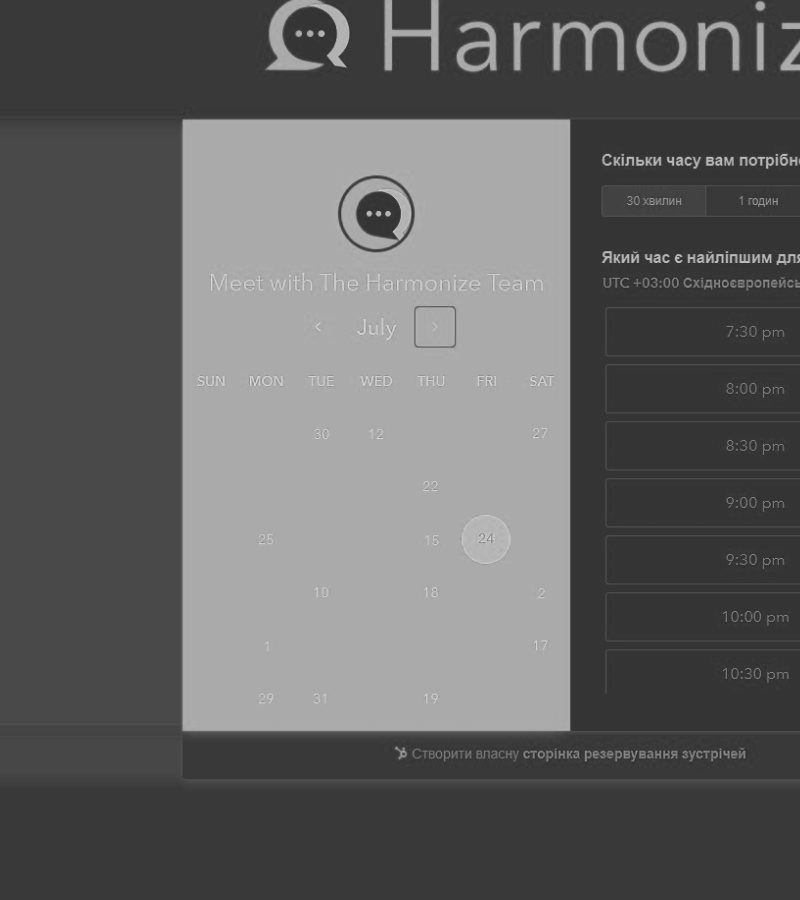 Harmoniz
Meet with The Harmonize Team
July
SUN MON TUE WED THU FRI SAT
30 12 27
22
25 15 24
10 18 2
1 17
29 31 19
Скільки часу вам потрібно
30 хвилин 1 годин
Який час є найліпшим для
UTC +03:00 Східноєвропейсь
7:30 pm
8:00 pm
8:30 pm
9:00 pm
9:30 pm
10:00 pm
10:30 pm
Створити власну сторінка резервування зустрічей